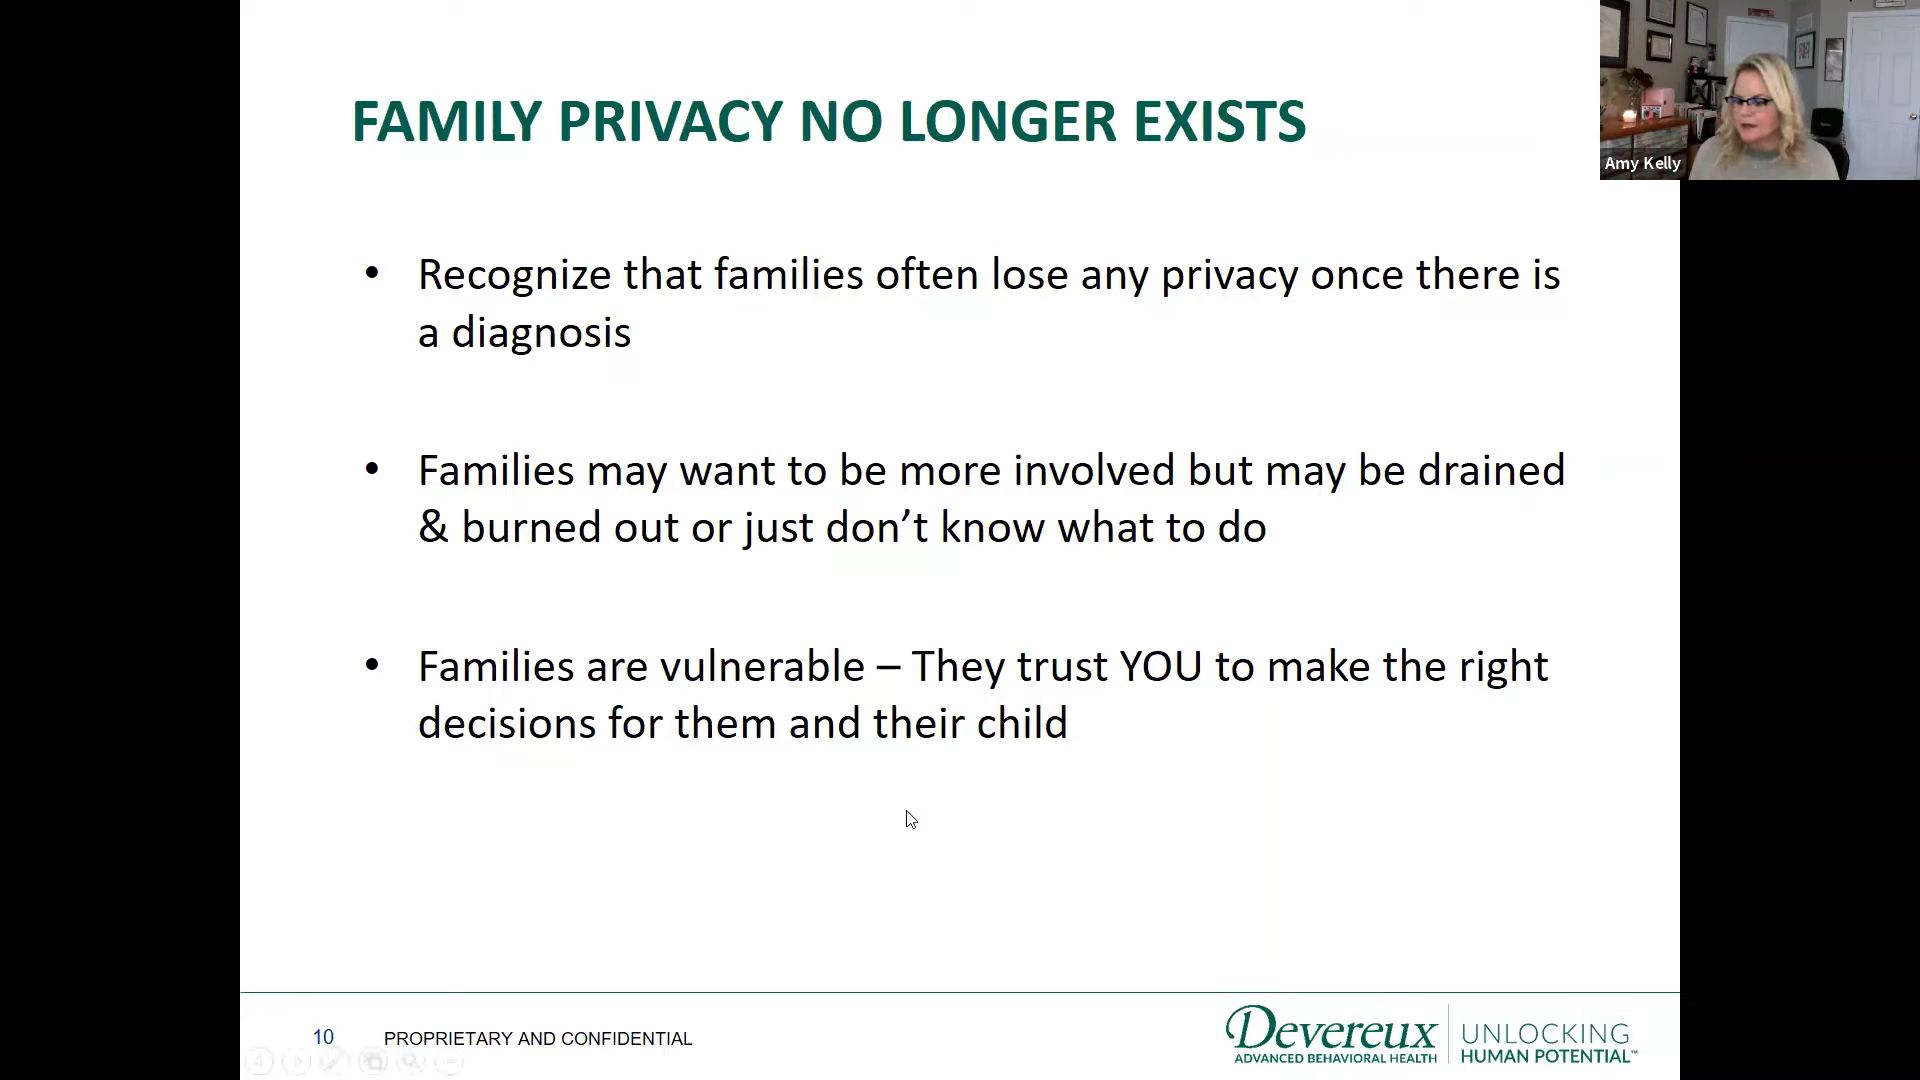 FAMILY PRIVACY NO LONGER EXISTS
Amy Kelly
• Recognize that families often lose any privacy once there is
a diagnosis
• Families may want to be more involved but may be drained
& burned out or just don’t know what to do
• Families are vulnerable – They trust YOU to make the right
decisions for them and their child
10 PROPRIETARY AND CONFIDENTIAL
Devereux
ADVANCED BEHAVIORAL HEALTH
UNLOCKING
HUMAN POTENTIAL™